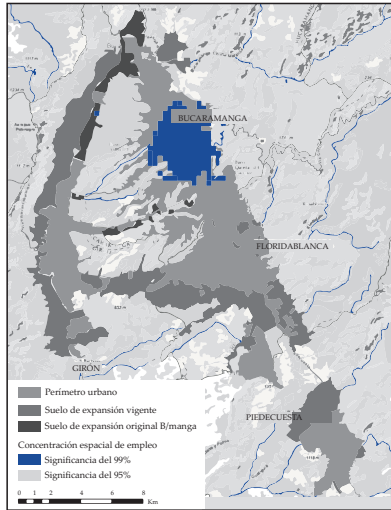 BUCARAMANGA
FLORIDABLANCA
GIRÓN
PIEDECUESTA
Perímetro urbano
Suelo de expansión vigente
Suelo de expansión original B/manga
Concentración espacial de empleo
Significancia del 99%
Significancia del 95%
0 1 2 4 6 8
Km